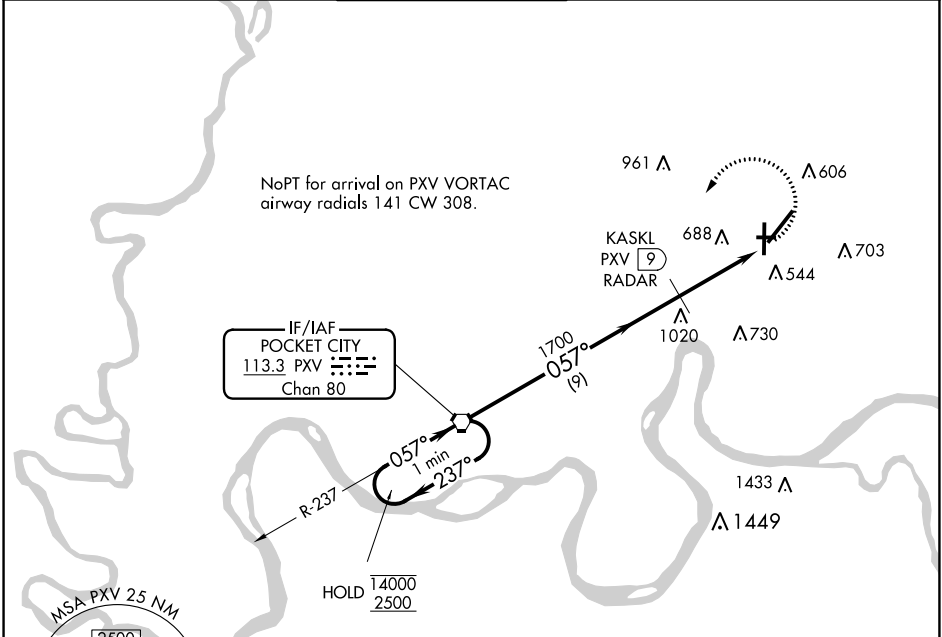 NoPT for arrival on PXV VORTAC
airway radials 141 CW 308.
961
606
KASKL
PXV 9
RADAR
688
703
544
1020
730
IF/IAF
POCKET CITY
113.3 PXV
Chan 80
1700
057°
(9)
057°
1 min
237°
R-237
1433
1449
HOLD 14000
2500
MSA PXV 25 NM
2500